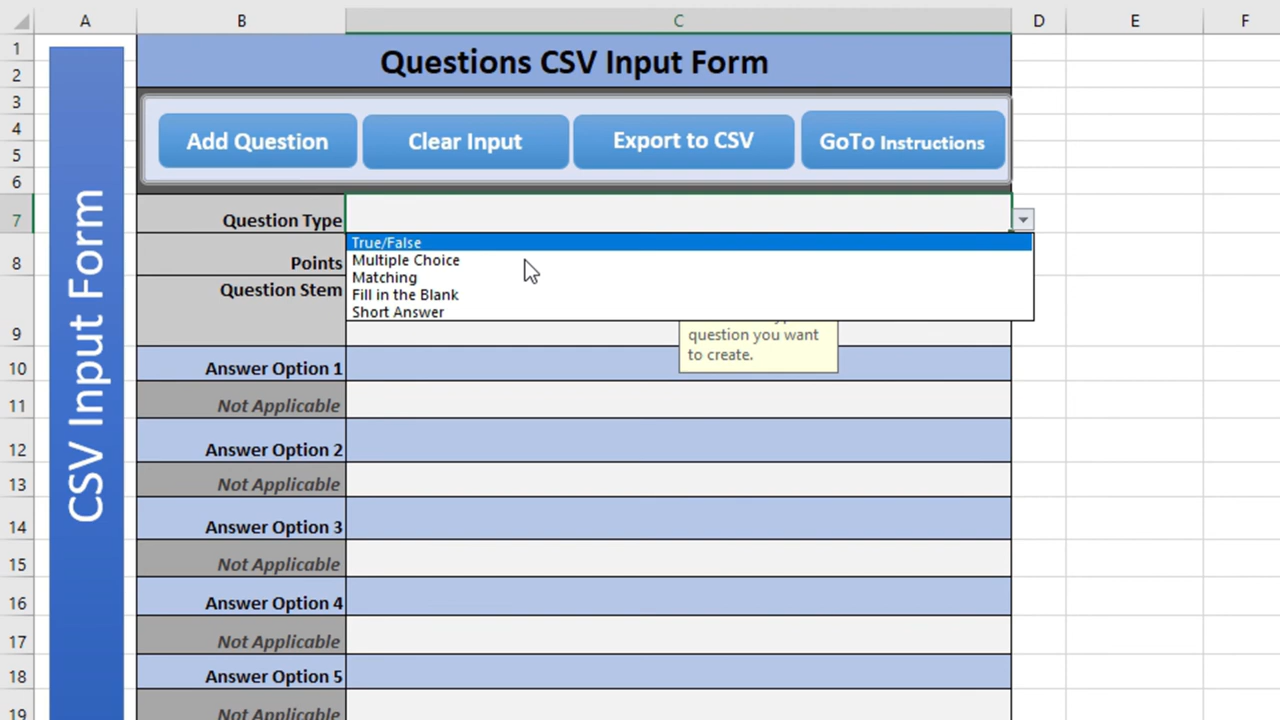 A B C D E F
1
Questions CSV Input Form
2
3
4
Add Question Clear Input Export to CSV GoTo Instructions
5
6
7 Question Type
True/False
8 Points
Multiple Choice
Matching
Question Stem
Fill in the Blank
Short Answer
9
question you want
to create.
10 Answer Option 1
11 Not Applicable
12 Answer Option 2
13 Not Applicable
14 Answer Option 3
15 Not Applicable
16 Answer Option 4
17 Not Applicable
18 Answer Option 5
19 Not Applicable
CSV Input Form